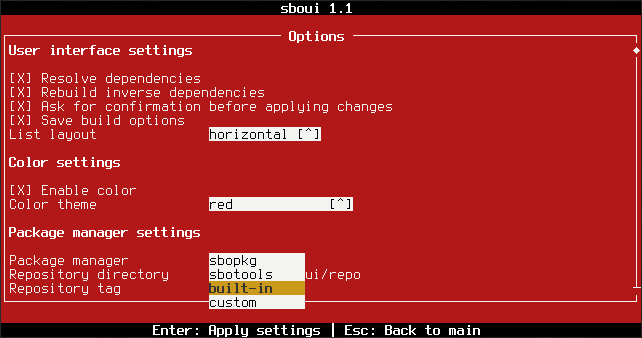 sboui 1.1
Options
User interface settings
[X] Resolve dependencies
[X] Rebuild inverse dependencies
[X] Ask for confirmation before applying changes
[X] Save build options
List layout horizontal [^]
Color settings
[X] Enable color
Color theme red [^]
Package manager settings
Package manager sbopkg
Repository directory sbotools ui/repo
Repository tag built-in
custom
Enter: Apply settings | Esc: Back to main